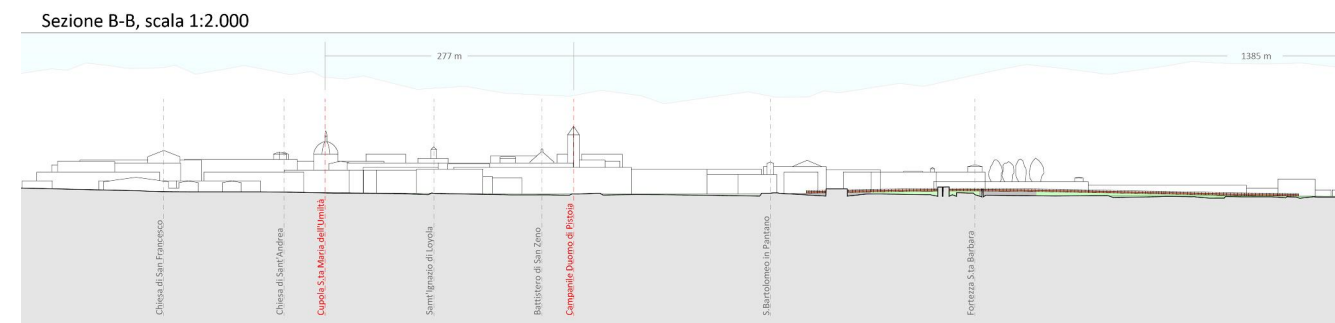 Sezione B-B, scala 1:2.000
277 m
1385 m
Chiesa di San Francesco
Chiesa di Sant'Andrea
Cupola S.ta Maria dell'Umiltà
Samt'Ignazio di Loyola
Battistero di San Zeno
Campanile Duomo di Pistoia
S.Bartolomeo in Pantano
Fortezza S.ta Barbara